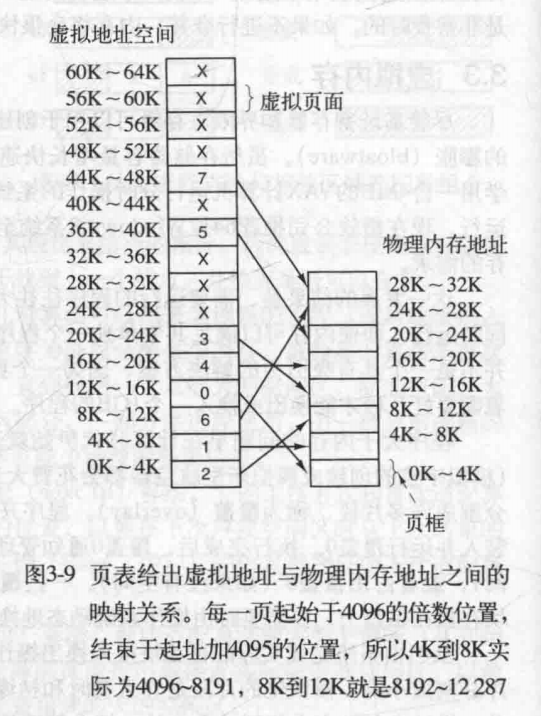 虚拟地址空间
60K～64K X
56K～60K X
虚拟页面
52K～56K X
48K～52K X
44K～48K 7
40K～44K X
36K～40K 5
32K～36K X
28K～32K X
24K～28K X
20K～24K 3
16K～20K 4
12K～16K 0
8K～12K 6
4K～8K 1
0K～4K 2
物理内存地址
28K～32K
24K～28K
20K～24K
16K～20K
12K～16K
8K～12K
4K～8K
0K～4K
页框
图3-9 页表给出虚拟地址与物理内存地址之间的
映射关系。每一页起始于4096的倍数位置，
结束于起址加4095的位置，所以4K到8K实
际为4096~8191，8K到12K就是8192~12 287